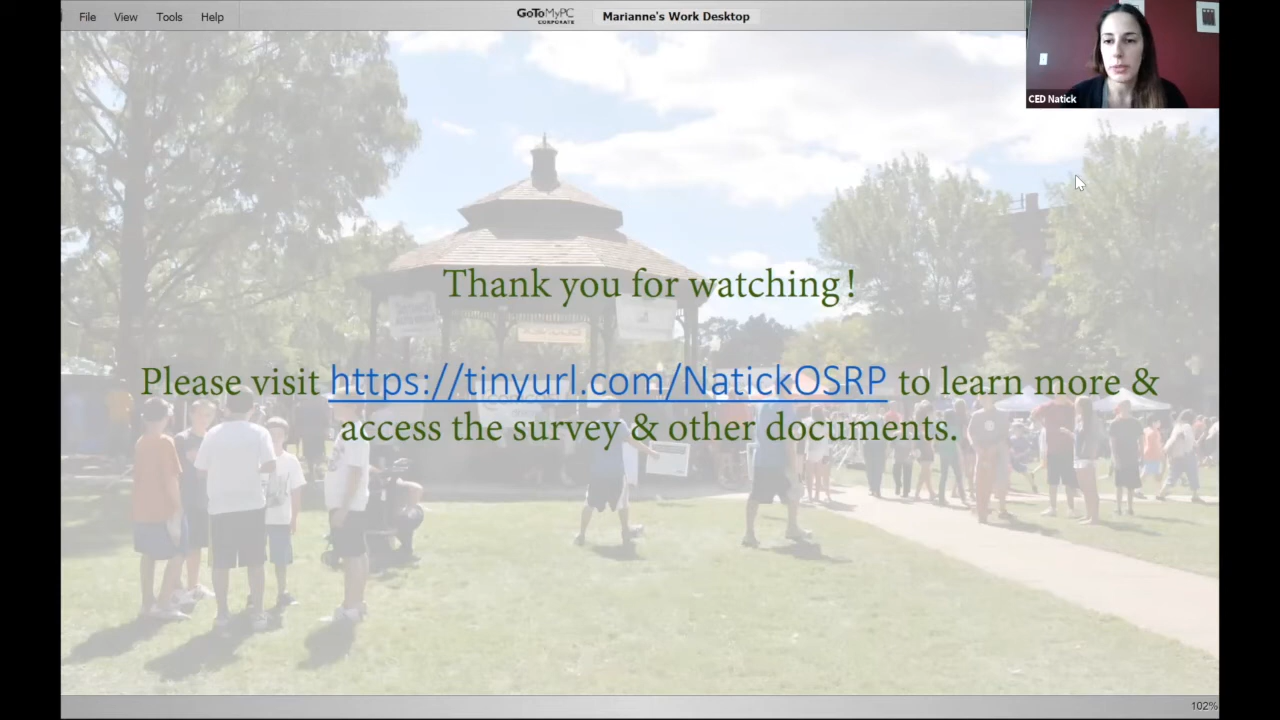 File View Tools Help
GoToMyPC
CORPORATE
Marianne's Work Desktop
CED Natick
Thank you for watching!
Please visit https://tinyurl.com/NatickOSRP to learn more &
access the survey & other documents.
102%